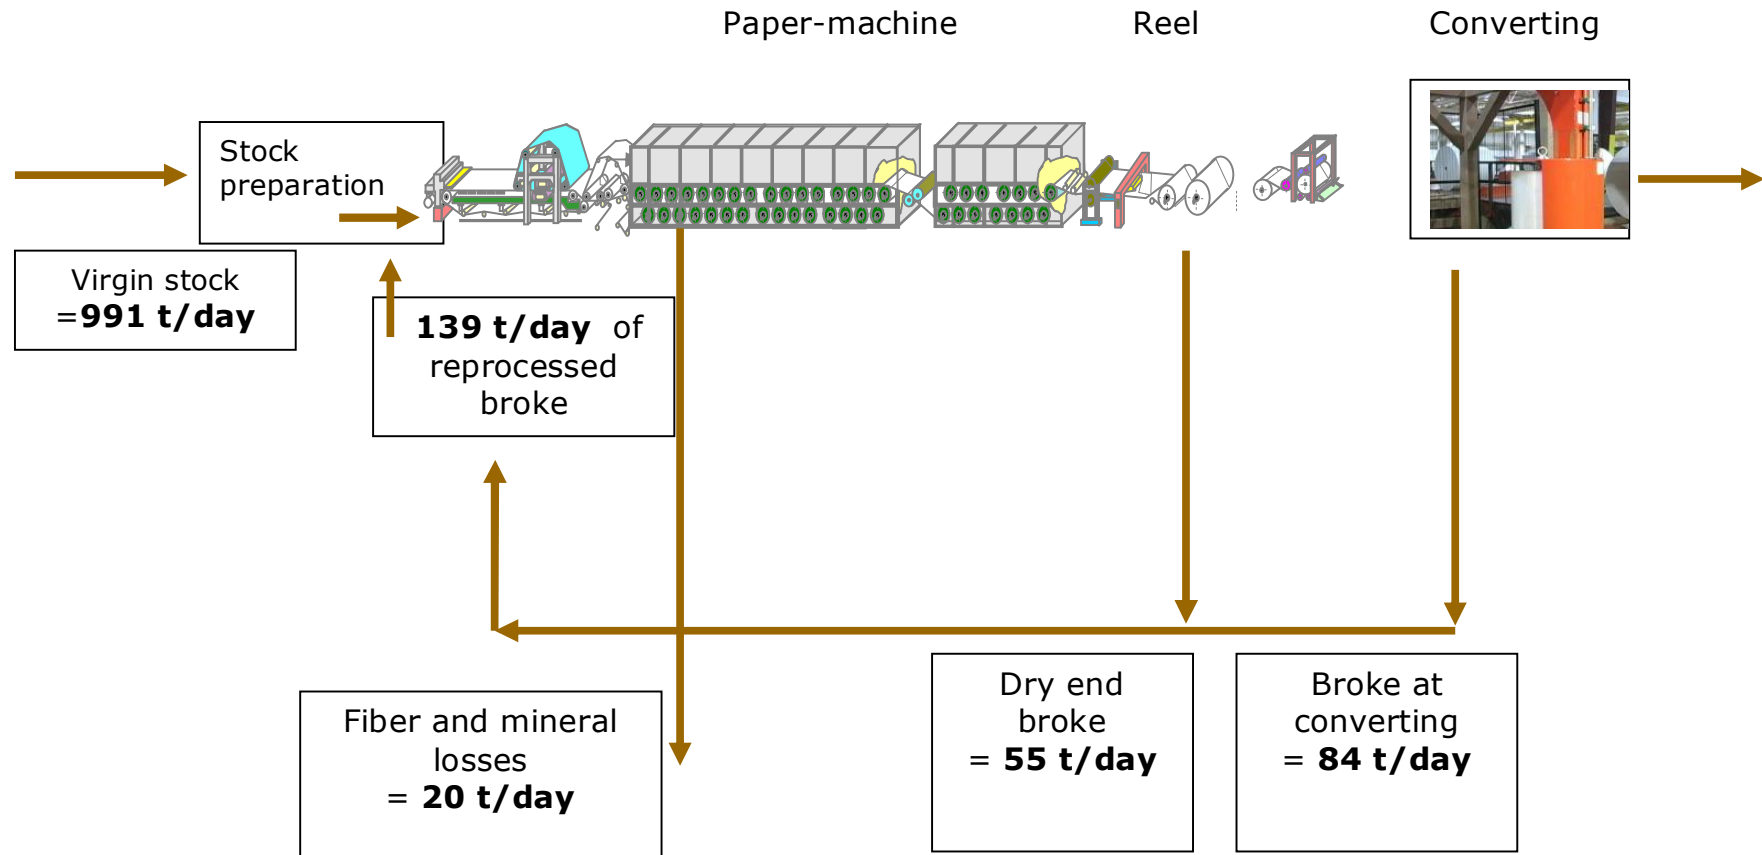 Paper-machine
Reel
Converting
Stock
preparation
Virgin stock
=991 t/day
139 t/day of
reprocessed
broke
Fiber and mineral
losses
= 20 t/day
Dry end
broke
= 55 t/day
Broke at
converting
= 84 t/day